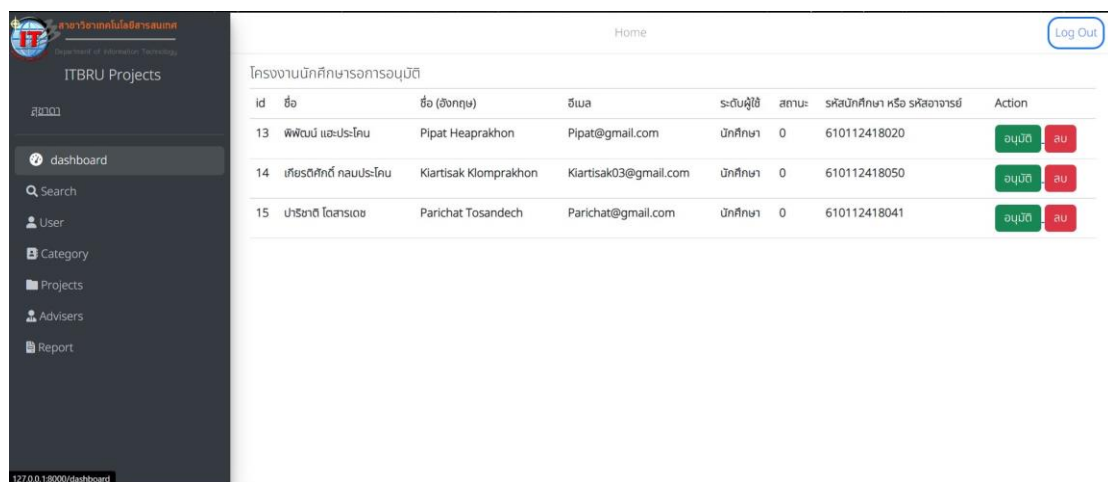 สาขาวิชาเทคโนโลยีสารสนเทศ
Department of Information Technology
IT
ITBRU Projects
สุชาดา
dashboard
Search
User
Category
Projects
Advisers
Report
127.0.0.1:8000/dashboard
Home
Log Out
โครงงานนักศึกษารอการอนุมัติ
id ชื่อ ชื่อ (อังกฤษ) อีเมล ระดับผู้ใช้ สถานะ รหัสนักศึกษา หรือ รหัสอาจารย์ Action
13 พิพัฒน์ แฮะประโคน Pipat Heaprakhon Pipat@gmail.com นักศึกษา 0 610112418020 อนุมัติ ลบ
14 เกียรติศักดิ์ กลมประโคน Kiartisak Klomprakhon Kiartisak03@gmail.com นักศึกษา 0 610112418050 อนุมัติ ลบ
15 ปาริชาติ โตสารเดช Parichat Tosandech Parichat@gmail.com นักศึกษา 0 610112418041 อนุมัติ ลบ